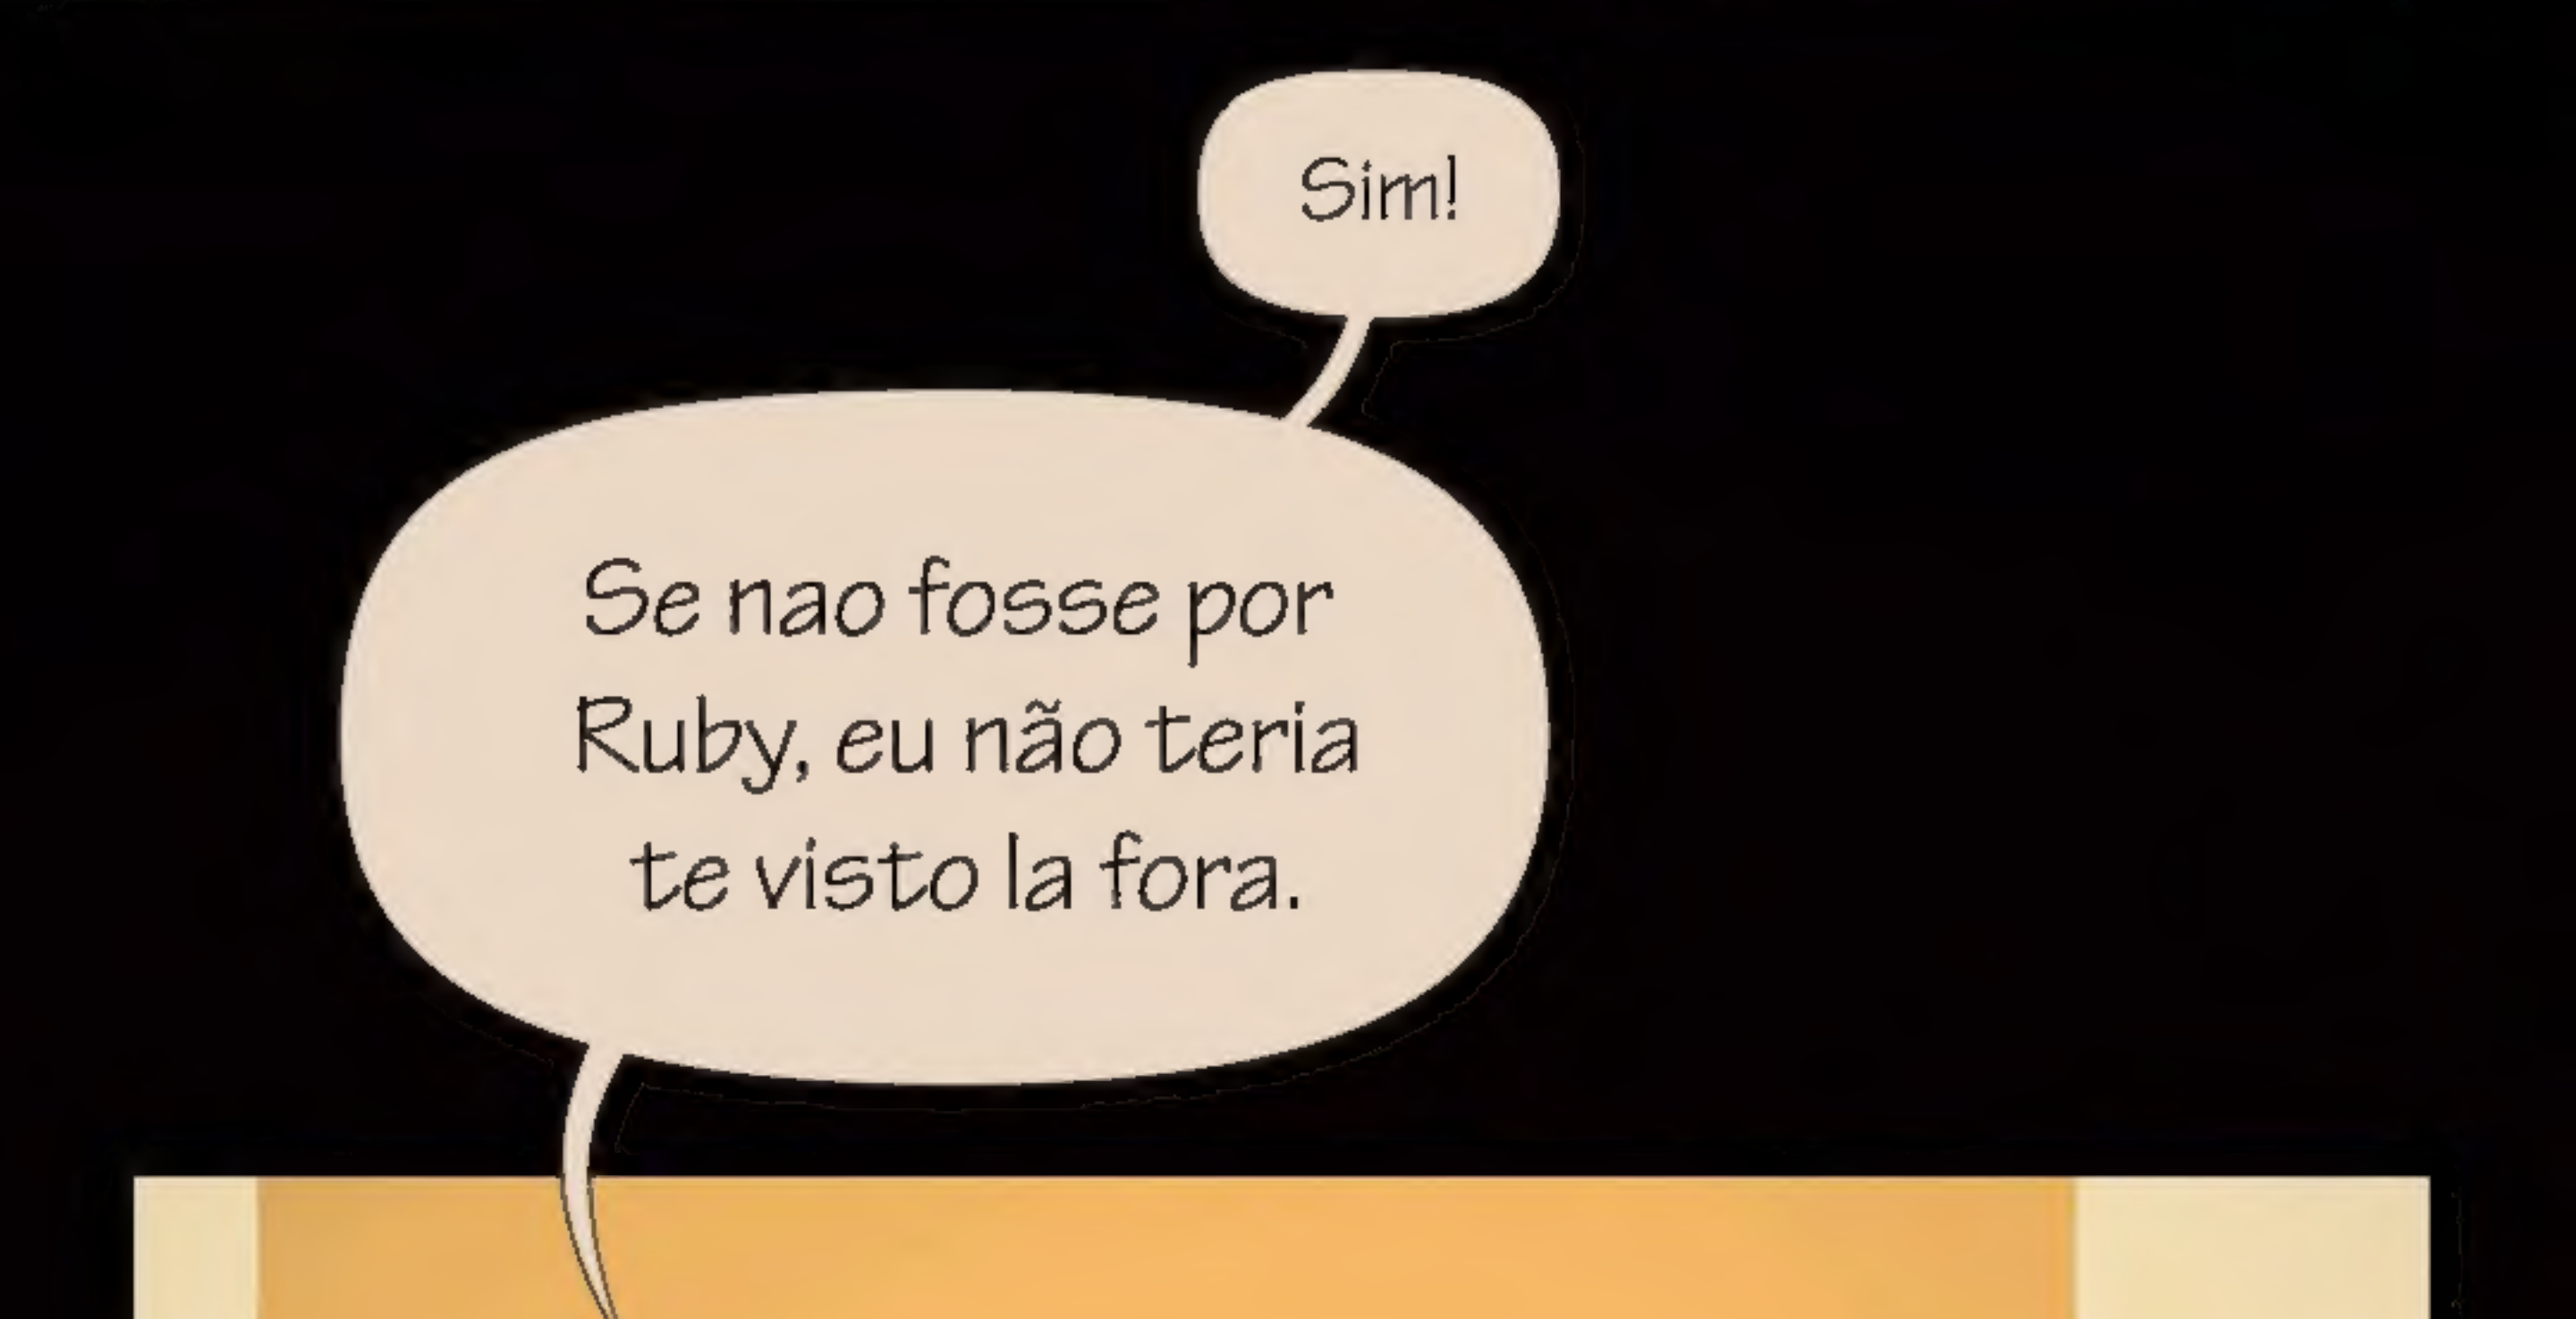 Sim!
Se nao fosse por
Ruby, eu não teria
te visto la fora.